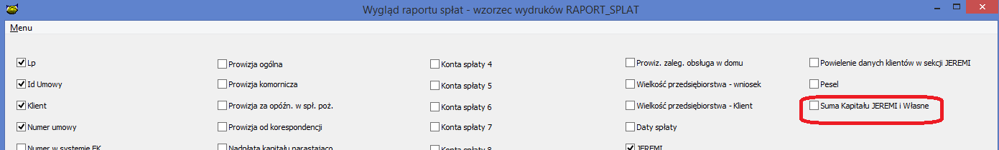 Wygląd raportu spłat - wzorzec wydruków RAPORT_SPLAT
Menu
Lp
Prowizja ogólna
Konta spłaty 4
Prowiz. zaleg. obsługa w domu
Powielenie danych klientów w sekcji JEREMI
Id Umowy
Prowizja komornicza
Konta spłaty 5
Wielkość przedsiębiorstwa - wniosek
Pesel
Klient
Prowizja za opóźn. w spł. poż.
Konta spłaty 6
Wielkość przedsiębiorstwa - Klient
Suma Kapitału JEREMI i Własne
Numer umowy
Prowizja od korespondencji
Konta spłaty 7
Daty spłaty
Numer w systemie FK
Nadpłata kapitału narastająco
Konta spłaty 8
JEREMI